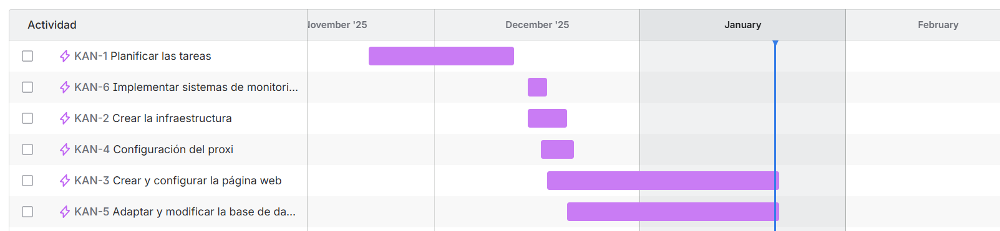 Actividad
lovember '25
December '25
January
February
KAN-1 Planificar las tareas
KAN-6 Implementar sistemas de monitori...
KAN-2 Crear la infraestructura
KAN-4 Configuración del proxi
KAN-3 Crear y configurar la página web
KAN-5 Adaptar y modificar la base de da...